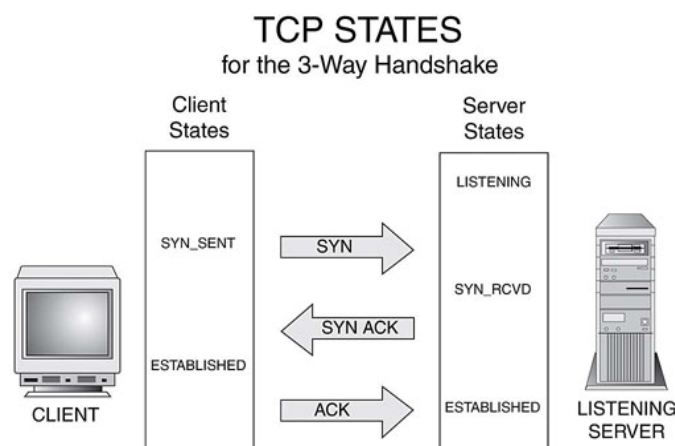 TCP STATES
for the 3-Way Handshake
Client
States
Server
States
LISTENING
SYN_SENT
SYN
SYN_RCVD
SYN ACK
ESTABLISHED
ACK
ESTABLISHED
CLIENT
LISTENING
SERVER